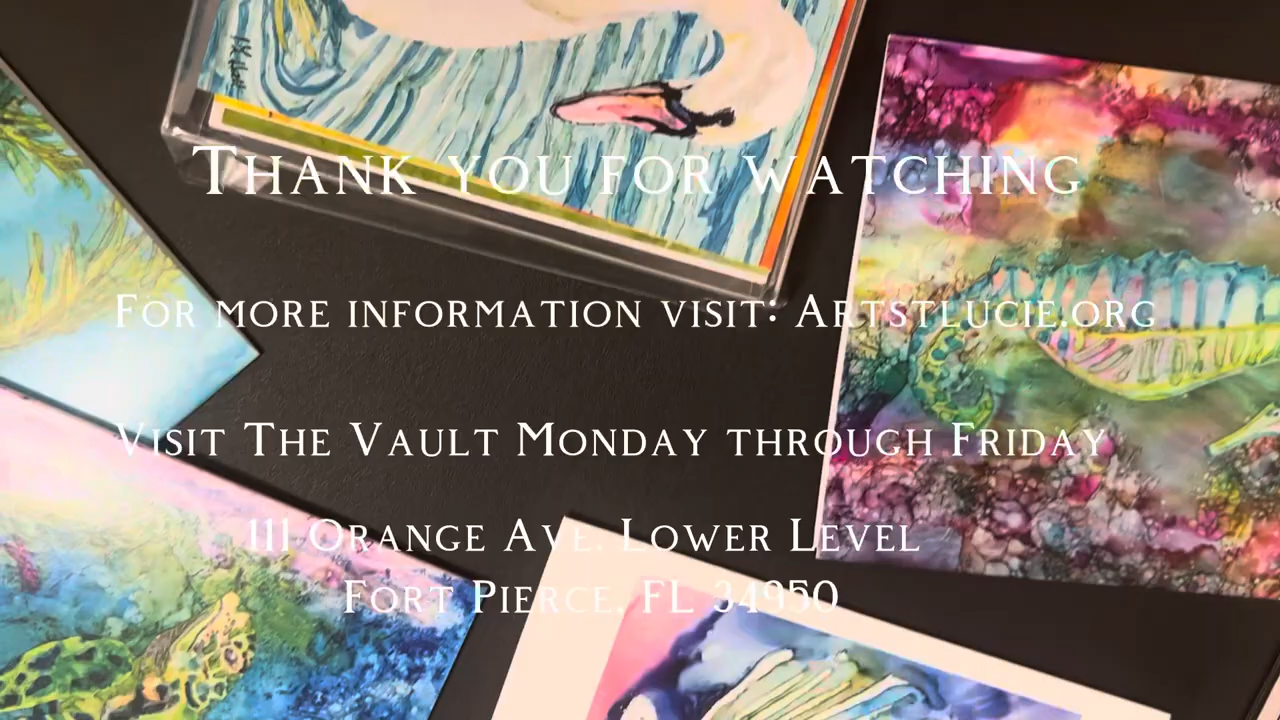 Thank you for watching
For more information visit: Artstlucie.org
Visit The Vault Monday through Friday
111 Orange Ave. Lower Level
Fort Pierce, FL 34950